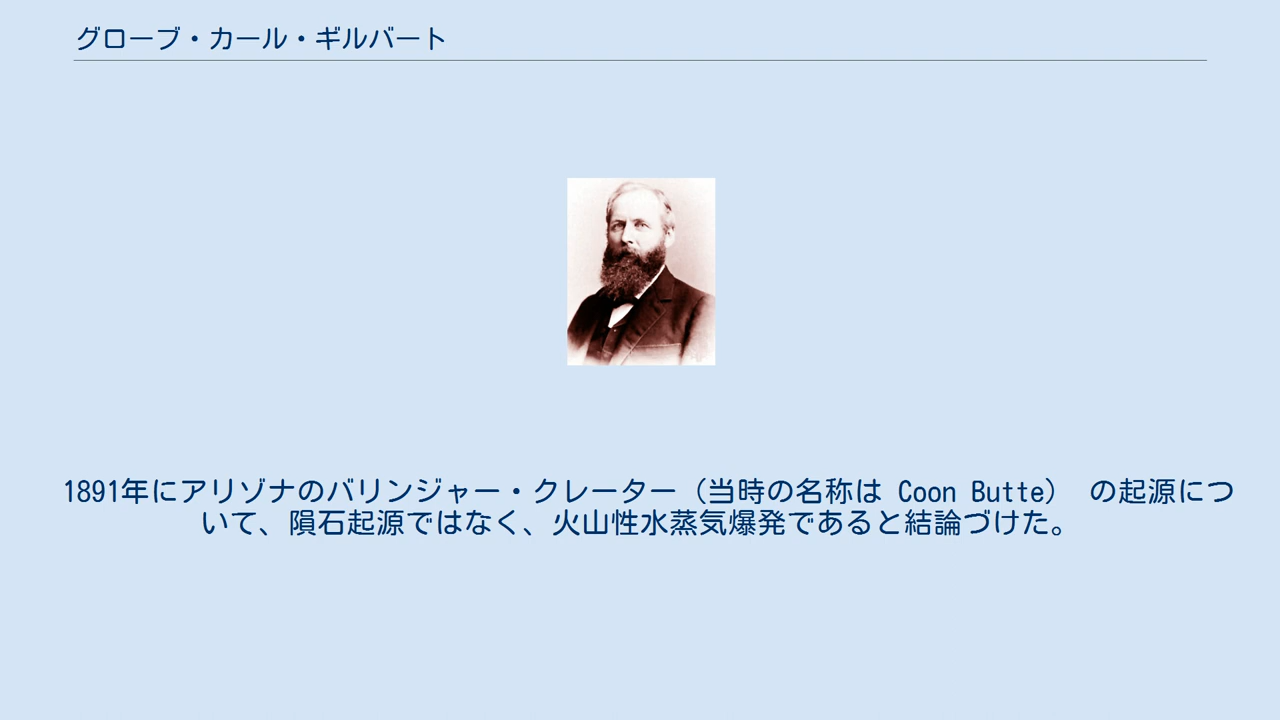 グローブ・カール・ギルバート
1891年にアリゾナのバリンジャー・クレーター（当時の名称は Coon Butte） の起源につ
いて、隕石起源ではなく、火山性水蒸気爆発であると結論づけた。